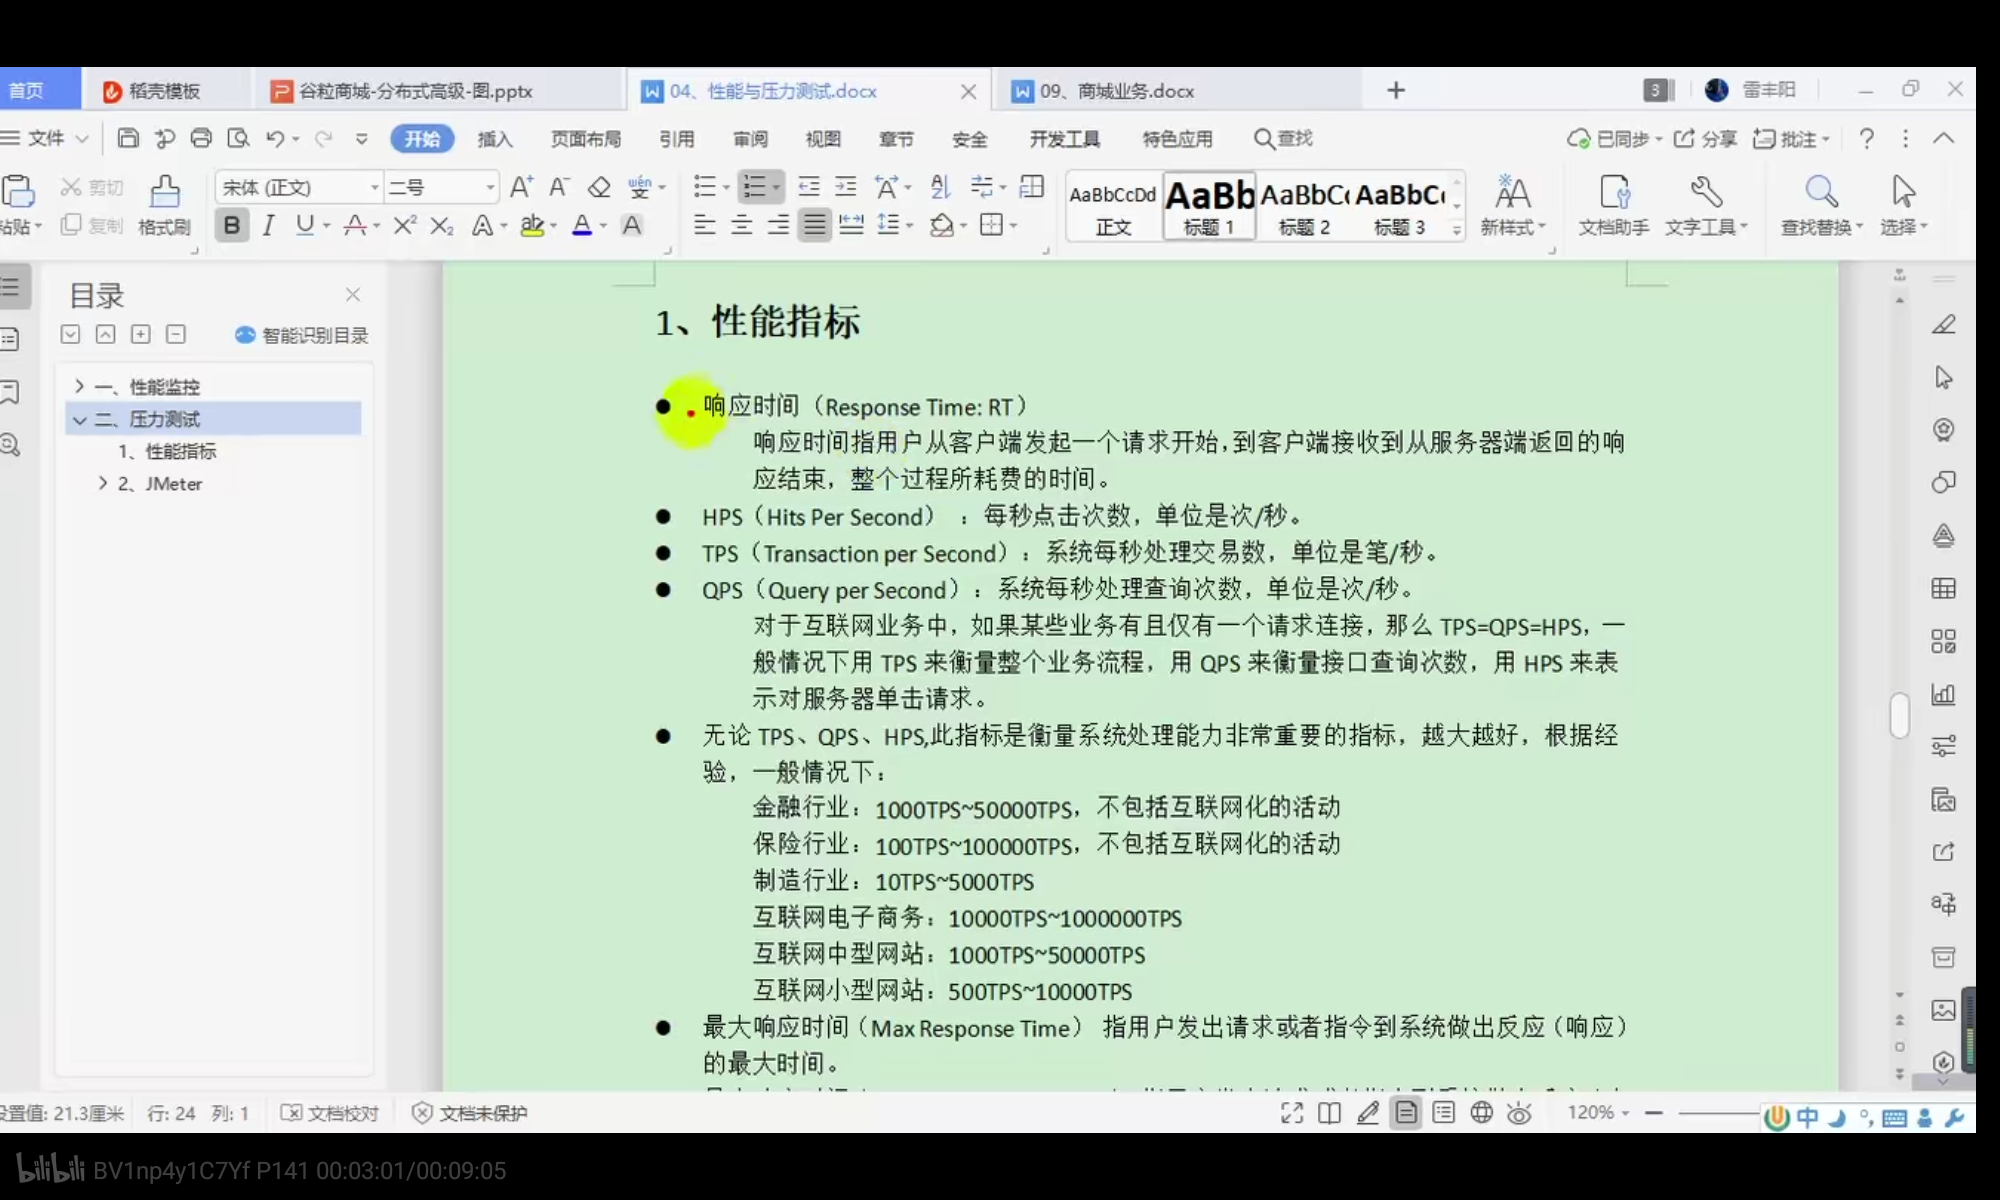 首页
稻壳模板
谷粒商城-分布式高级-图.pptx
04、性能与压力测试.docx
09、商城业务.docx
3
雷丰阳
文件
开始
插入
页面布局
引用
审阅
视图
章节
安全
开发工具
特色应用
查找
已同步
分享
批注
剪切
复制
格式刷
宋体 (正文)
二号
AaBbCcDd
正文
标题 1
标题 2
标题 3
新样式
文档助手
文字工具
查找替换
选择
目录
智能识别目录
一、性能监控
二、压力测试
1、性能指标
2、JMeter
1、性能指标
● 响应时间（Response Time: RT）
响应时间指用户从客户端发起一个请求开始,到客户端接收到从服务器端返回的响
应结束，整个过程所耗费的时间。
● HPS（Hits Per Second） ：每秒点击次数，单位是次/秒。
● TPS（Transaction per Second）：系统每秒处理交易数，单位是笔/秒。
● QPS（Query per Second）：系统每秒处理查询次数，单位是次/秒。
对于互联网业务中，如果某些业务有且仅有一个请求连接，那么 TPS=QPS=HPS，一
般情况下用 TPS 来衡量整个业务流程，用 QPS 来衡量接口查询次数，用 HPS 来表
示对服务器单击请求。
● 无论 TPS、QPS、HPS,此指标是衡量系统处理能力非常重要的指标，越大越好，根据经
验，一般情况下：
金融行业：1000TPS~50000TPS，不包括互联网化的活动
保险行业：100TPS~100000TPS，不包括互联网化的活动
制造行业：10TPS~5000TPS
互联网电子商务：10000TPS~1000000TPS
互联网中型网站：1000TPS~50000TPS
互联网小型网站：500TPS~10000TPS
● 最大响应时间（Max Response Time） 指用户发出请求或者指令到系统做出反应（响应）
的最大时间。
设置值: 21.3厘米
行: 24
列: 1
文档校对
文档未保护
120%
中
bilibili BV1np4y1C7Yf P141 00:03:01/00:09:05